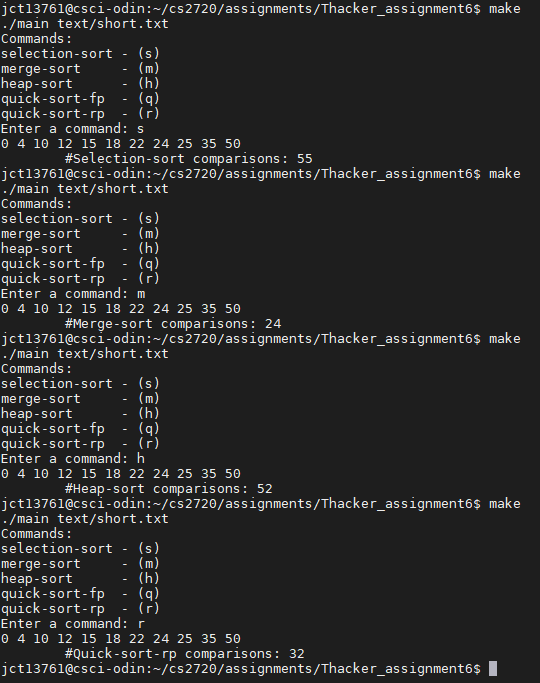 jct13761@csci-odin:~/cs2720/assignments/Thacker_assignment6$ make
./main text/short.txt
Commands:
selection-sort - (s)
merge-sort     - (m)
heap-sort      - (h)
quick-sort-fp  - (q)
quick-sort-rp  - (r)
Enter a command: s
0 4 10 12 15 18 22 24 25 35 50
        #Selection-sort comparisons: 55
jct13761@csci-odin:~/cs2720/assignments/Thacker_assignment6$ make
./main text/short.txt
Commands:
selection-sort - (s)
merge-sort     - (m)
heap-sort      - (h)
quick-sort-fp  - (q)
quick-sort-rp  - (r)
Enter a command: m
0 4 10 12 15 18 22 24 25 35 50
        #Merge-sort comparisons: 24
jct13761@csci-odin:~/cs2720/assignments/Thacker_assignment6$ make
./main text/short.txt
Commands:
selection-sort - (s)
merge-sort     - (m)
heap-sort      - (h)
quick-sort-fp  - (q)
quick-sort-rp  - (r)
Enter a command: h
0 4 10 12 15 18 22 24 25 35 50
        #Heap-sort comparisons: 52
jct13761@csci-odin:~/cs2720/assignments/Thacker_assignment6$ make
./main text/short.txt
Commands:
selection-sort - (s)
merge-sort     - (m)
heap-sort      - (h)
quick-sort-fp  - (q)
quick-sort-rp  - (r)
Enter a command: r
0 4 10 12 15 18 22 24 25 35 50
        #Quick-sort-rp comparisons: 32
jct13761@csci-odin:~/cs2720/assignments/Thacker_assignment6$